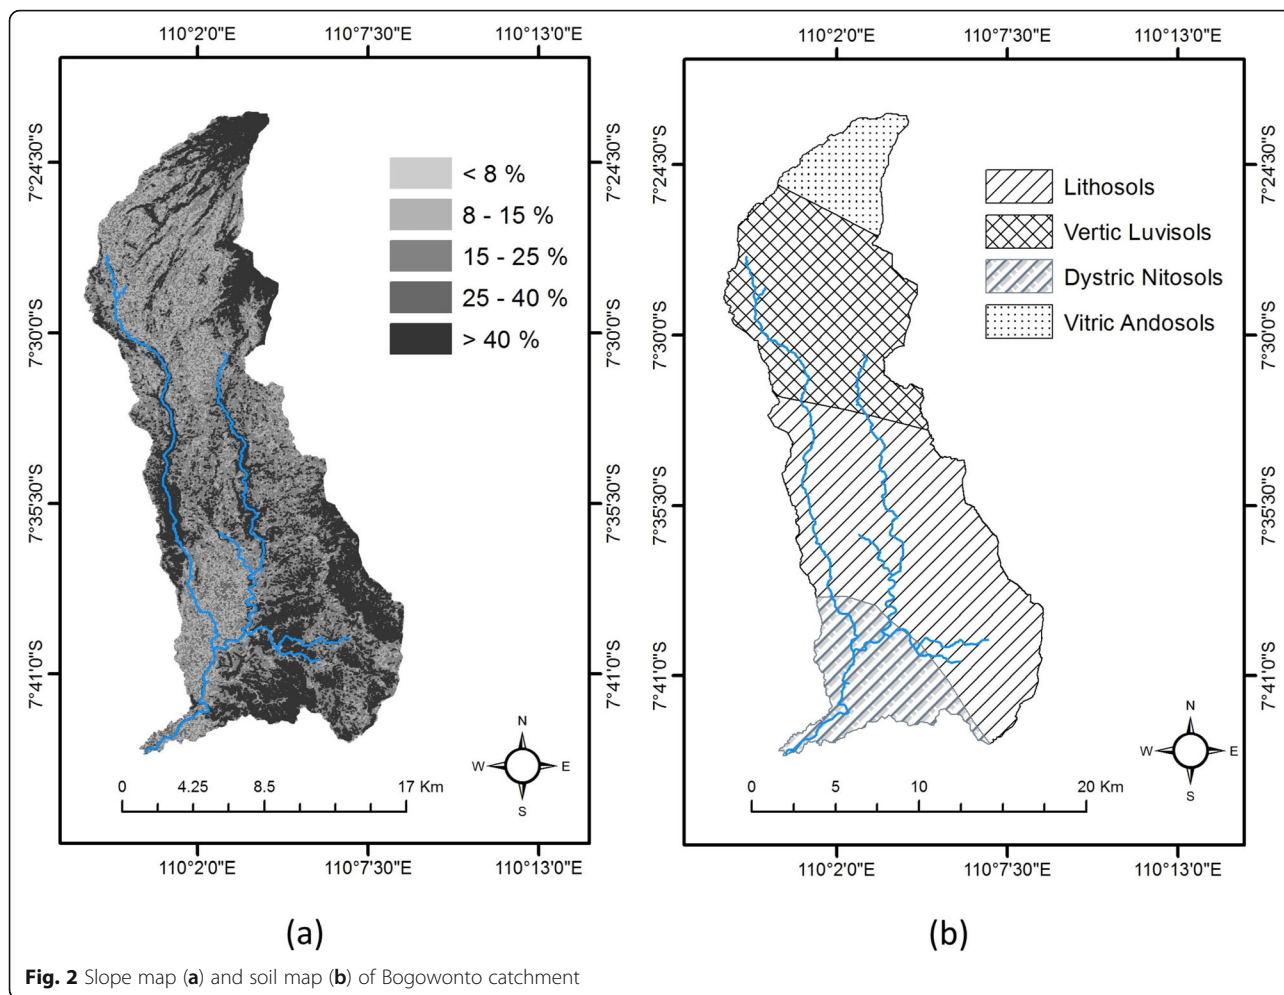 110°2'0"E 110°7'30"E 110°13'0"E
7°24'30"S
7°30'0"S
7°35'30"S
7°41'0"S
< 8 %
8 - 15 %
15 - 25 %
25 - 40 %
> 40 %
7°24'30"S
7°30'0"S
7°35'30"S
7°41'0"S
N
W E
S
0 4.25 8.5 17 Km
110°2'0"E 110°7'30"E 110°13'0"E
(a)
110°2'0"E 110°7'30"E 110°13'0"E
7°24'30"S
7°30'0"S
7°35'30"S
7°41'0"S
Lithosols
Vertic Luvisols
Dystric Nitosols
Vitric Andosols
7°24'30"S
7°30'0"S
7°35'30"S
7°41'0"S
N
W E
S
0 5 10 20 Km
110°2'0"E 110°7'30"E 110°13'0"E
(b)
Fig. 2 Slope map (a) and soil map (b) of Bogowonto catchment